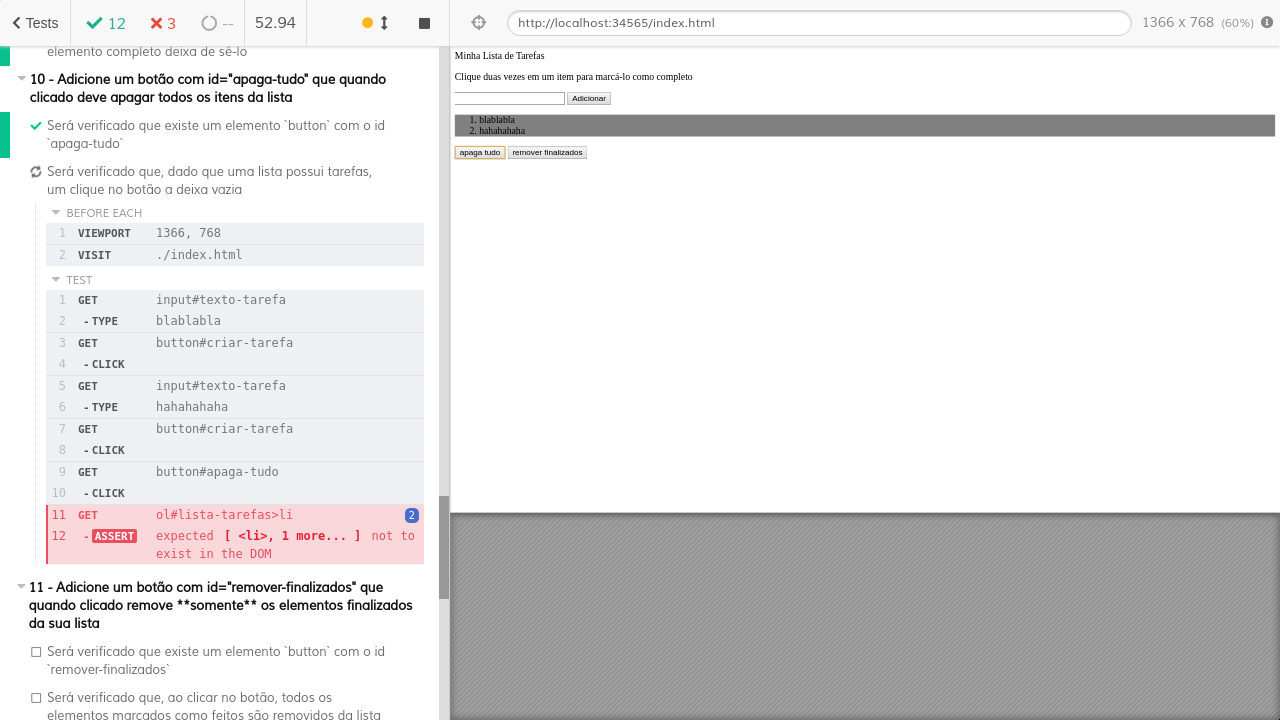 Tests
12
3
--
52.94
http://localhost:34565/index.html
1366 x 768 (60%)
elemento completo deixa de sê-lo
10 - Adicione um botão com id="apaga-tudo" que quando
clicado deve apagar todos os itens da lista
Será verificado que existe um elemento `button` com o id
`apaga-tudo`
Será verificado que, dado que uma lista possui tarefas,
um clique no botão a deixa vazia
BEFORE EACH
1 VIEWPORT 1366, 768
2 VISIT ./index.html
TEST
1 GET input#texto-tarefa
2 - TYPE blablabla
3 GET button#criar-tarefa
4 - CLICK
5 GET input#texto-tarefa
6 - TYPE hahahahaha
7 GET button#criar-tarefa
8 - CLICK
9 GET button#apaga-tudo
10 - CLICK
11 GET ol#lista-tarefas>li 2
12 - ASSERT expected [ <li>, 1 more... ] not to
exist in the DOM
11 - Adicione um botão com id="remover-finalizados" que
quando clicado remove **somente** os elementos finalizados
da sua lista
Será verificado que existe um elemento `button` com o id
`remover-finalizados`
Será verificado que, ao clicar no botão, todos os
elementos marcados como feitos são removidos da lista
Minha Lista de Tarefas
Clique duas vezes em um item para marcá-lo como completo
Adicionar
1. blablabla
2. hahahahaha
apaga tudo remover finalizados